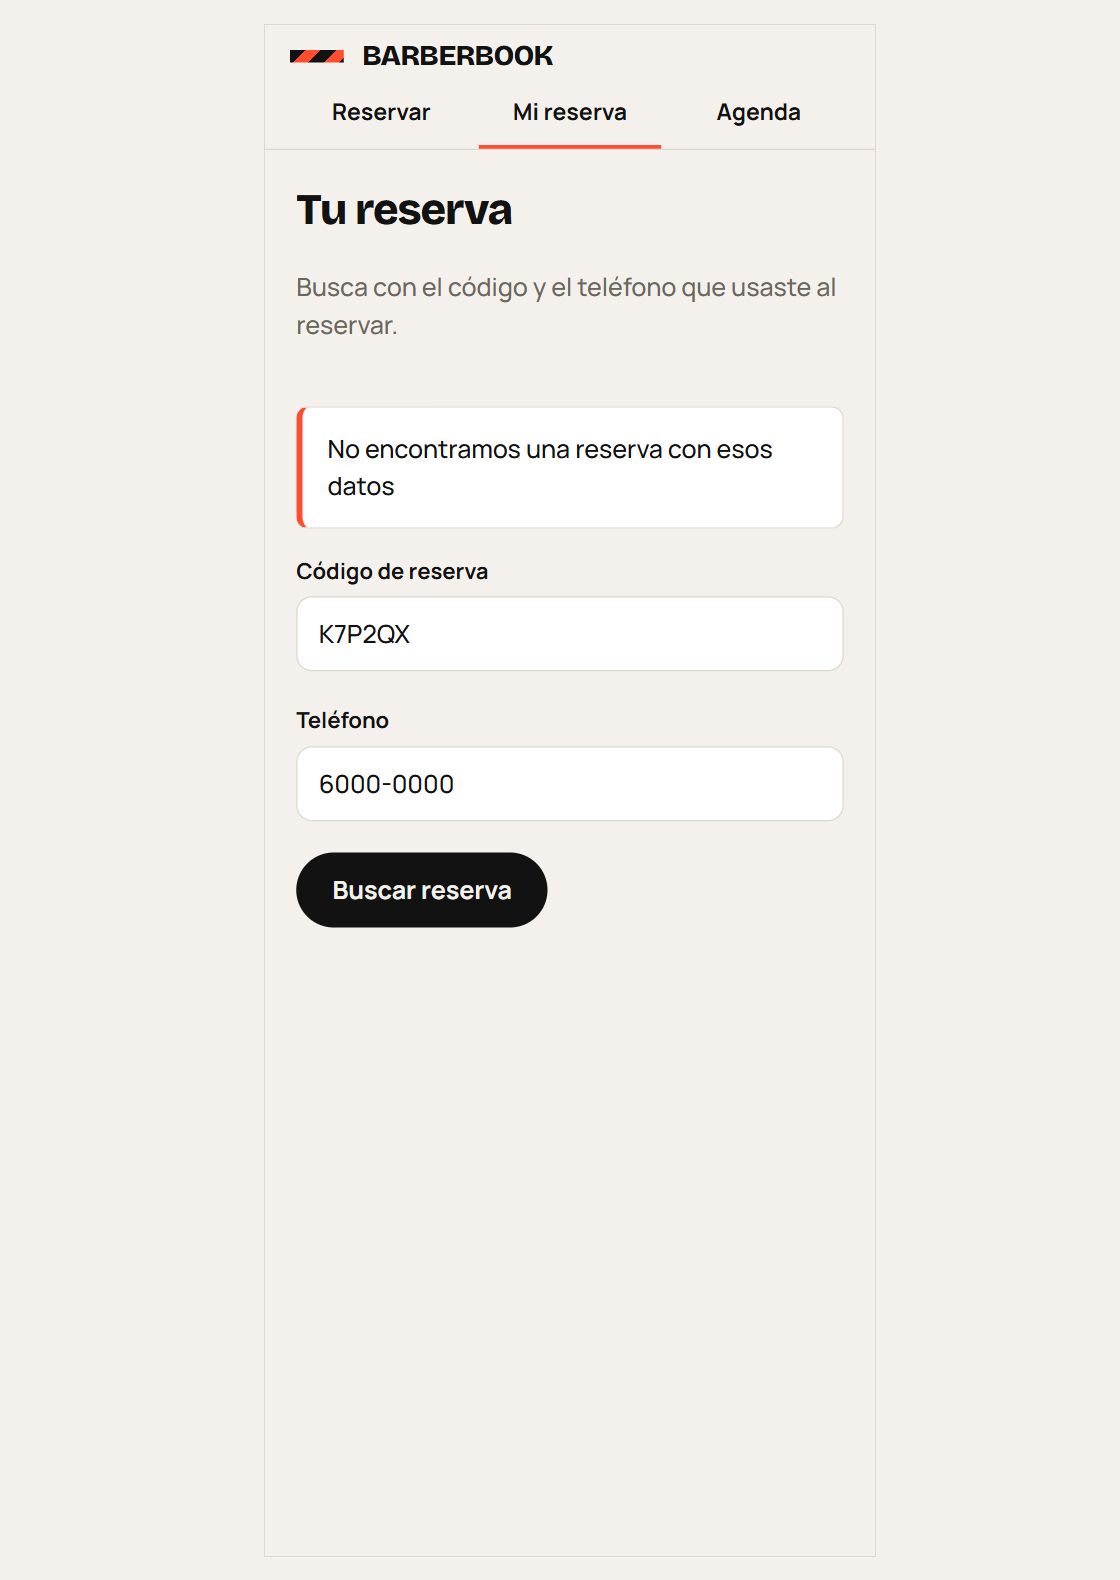 BARBERBOOK
Reservar Mi reserva Agenda
Tu reserva
Busca con el código y el teléfono que usaste al
reservar.
No encontramos una reserva con esos
datos
Código de reserva
K7P2QX
Teléfono
6000-0000
Buscar reserva